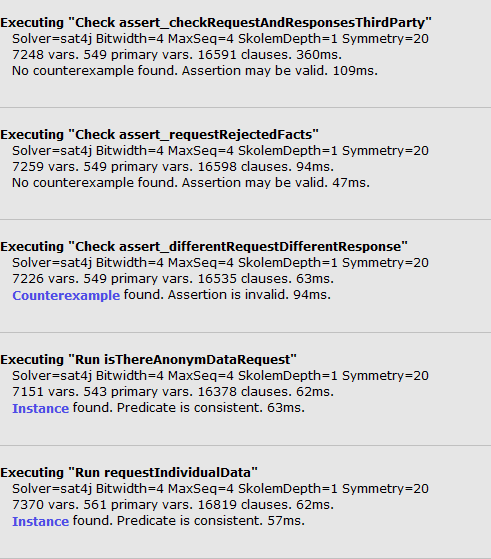 Executing "Check assert_checkRequestAndResponsesThirdParty"
Solver=sat4j Bitwidth=4 MaxSeq=4 SkolemDepth=1 Symmetry=20
7248 vars. 549 primary vars. 16591 clauses. 360ms.
No counterexample found. Assertion may be valid. 109ms.
Executing "Check assert_requestRejectedFacts"
Solver=sat4j Bitwidth=4 MaxSeq=4 SkolemDepth=1 Symmetry=20
7259 vars. 549 primary vars. 16598 clauses. 94ms.
No counterexample found. Assertion may be valid. 47ms.
Executing "Check assert_differentRequestDifferentResponse"
Solver=sat4j Bitwidth=4 MaxSeq=4 SkolemDepth=1 Symmetry=20
7226 vars. 549 primary vars. 16535 clauses. 63ms.
Counterexample found. Assertion is invalid. 94ms.
Executing "Run isThereAnonymDataRequest"
Solver=sat4j Bitwidth=4 MaxSeq=4 SkolemDepth=1 Symmetry=20
7151 vars. 543 primary vars. 16378 clauses. 62ms.
Instance found. Predicate is consistent. 63ms.
Executing "Run requestIndividualData"
Solver=sat4j Bitwidth=4 MaxSeq=4 SkolemDepth=1 Symmetry=20
7370 vars. 561 primary vars. 16819 clauses. 62ms.
Instance found. Predicate is consistent. 57ms.